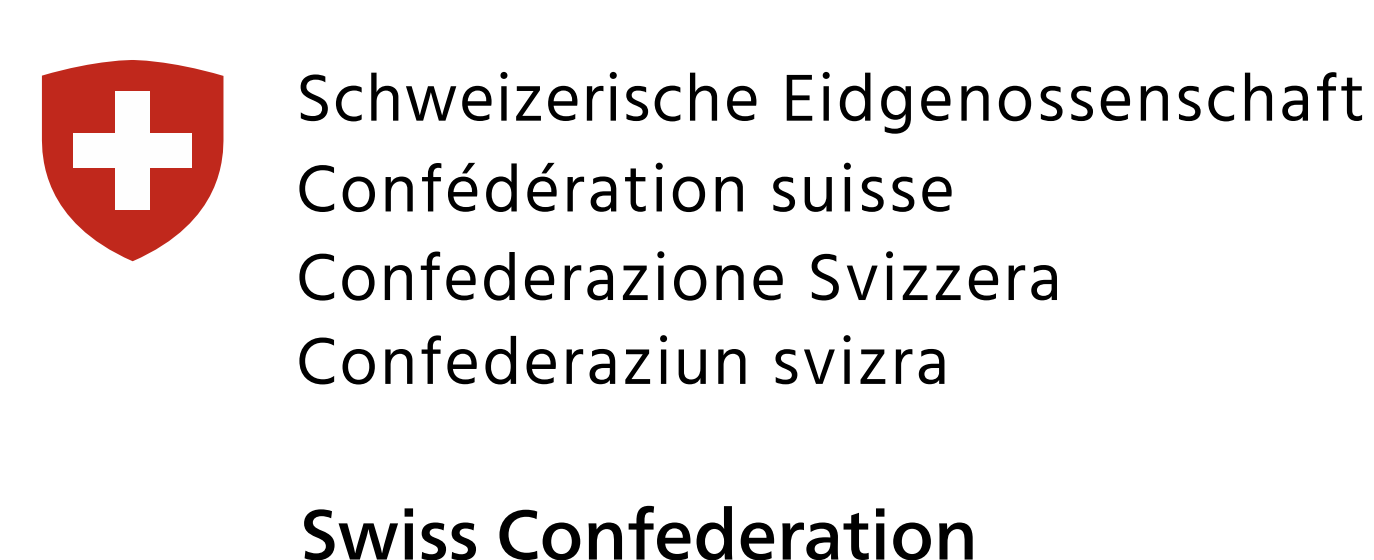 Schweizerische Eidgenossenschaft
Confédération suisse
Confederazione Svizzera
Confederaziun svizra
Swiss Confederation